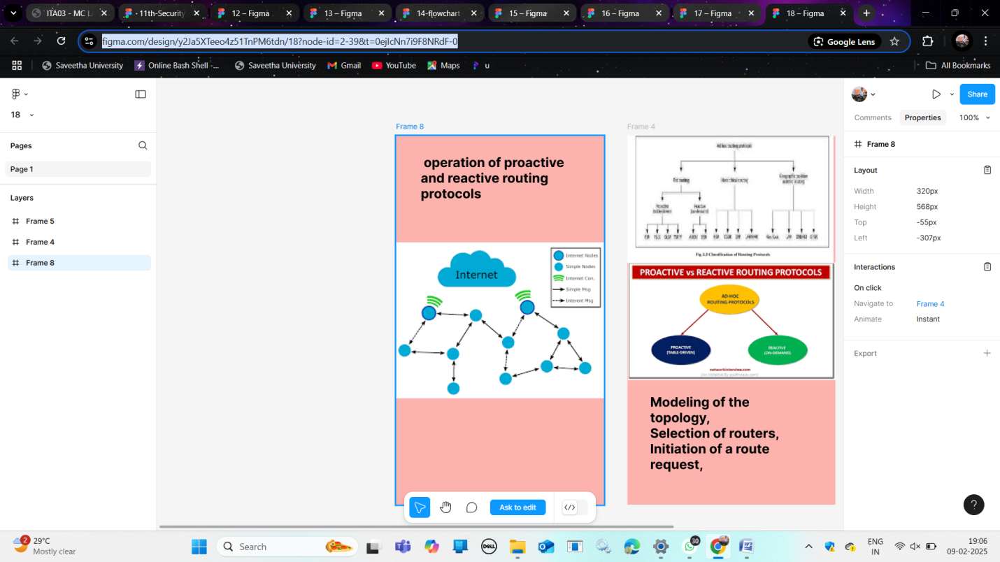 ITA03 - MC L
11th-Security
12 – Figma
13 – Figma
14-flowchart
15 – Figma
16 – Figma
17 – Figma
18 – Figma
figma.com/design/y2Ja5XTeeo4z51TnPM6tdn/18?node-id=2-39&t=0ejIcNn7i9F8NRdF-0
Google Lens
Saveetha University
Online Bash Shell -...
Saveetha University
Gmail
YouTube
Maps
u
All Bookmarks
18
Share
Comments
Properties
100%
Pages
Page 1
Layers
Frame 5
Frame 4
Frame 8
Frame 8
operation of proactive
and reactive routing
protocols
Internet
Internet Nodes
Simple Nodes
Internet Con.
Simple Msg
Interent Msg
Frame 4
Ad hoc routing protocols
Flat routing
Hierarchical routing
Proactive
(table-driven)
Reactive
(on-demand)
Fig 3.3 Classification of Routing Protocols
PROACTIVE vs REACTIVE ROUTING PROTOCOLS
AD-HOC
ROUTING PROTOCOLS
PROACTIVE
(TABLE-DRIVEN)
REACTIVE
(ON-DEMAND)
networkinterview.com
Modeling of the
topology,
Selection of routers,
Initiation of a route
request,
Frame 8
Layout
Width 320px
Height 568px
Top -55px
Left -307px
Interactions
On click
Navigate to Frame 4
Animate Instant
Export
Ask to edit
?
2
29°C
Mostly clear
Search
DELL
30
ENG
IN
19:06
09-02-2025